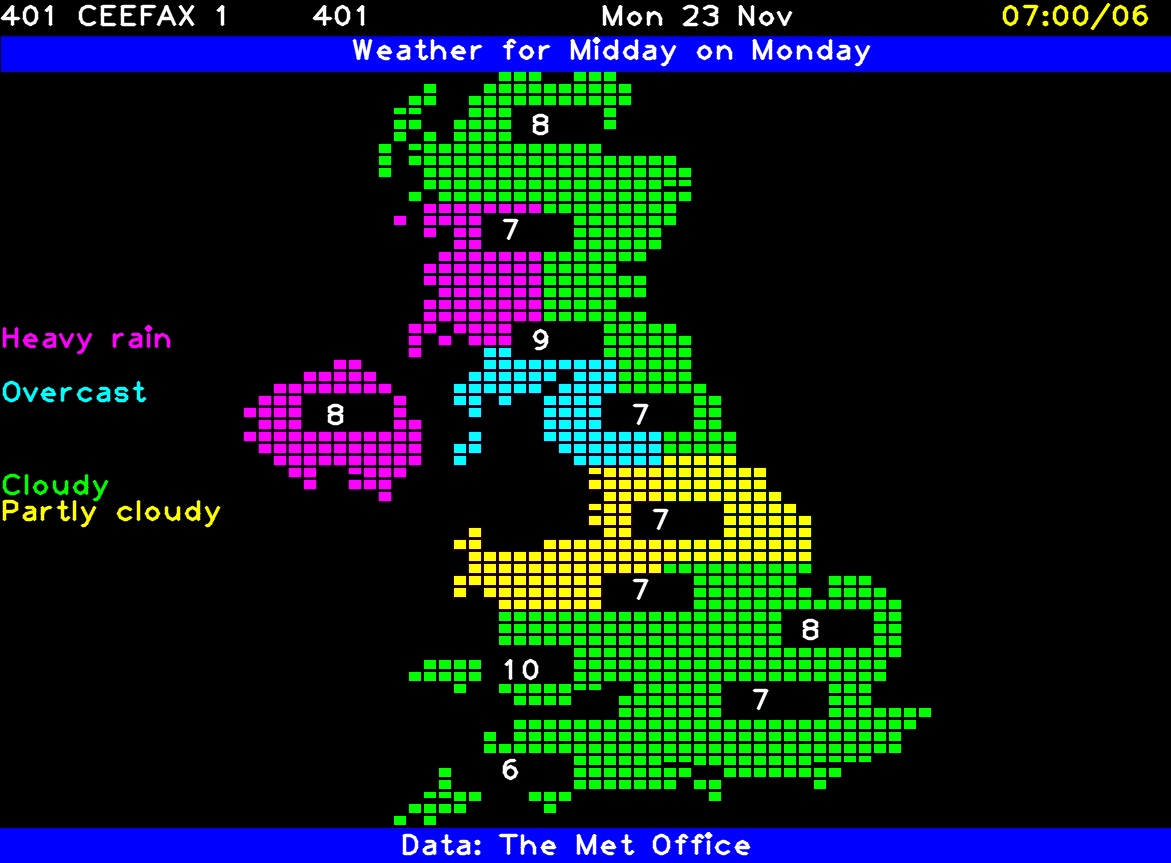 401 CEEFAX 1 401 Mon 23 Nov 07:00/06
Weather for Midday on Monday
8
7
Heavy rain 9
Overcast
8 7
Cloudy
Partly cloudy 7
7
8
10
7
6
Data: The Met Office